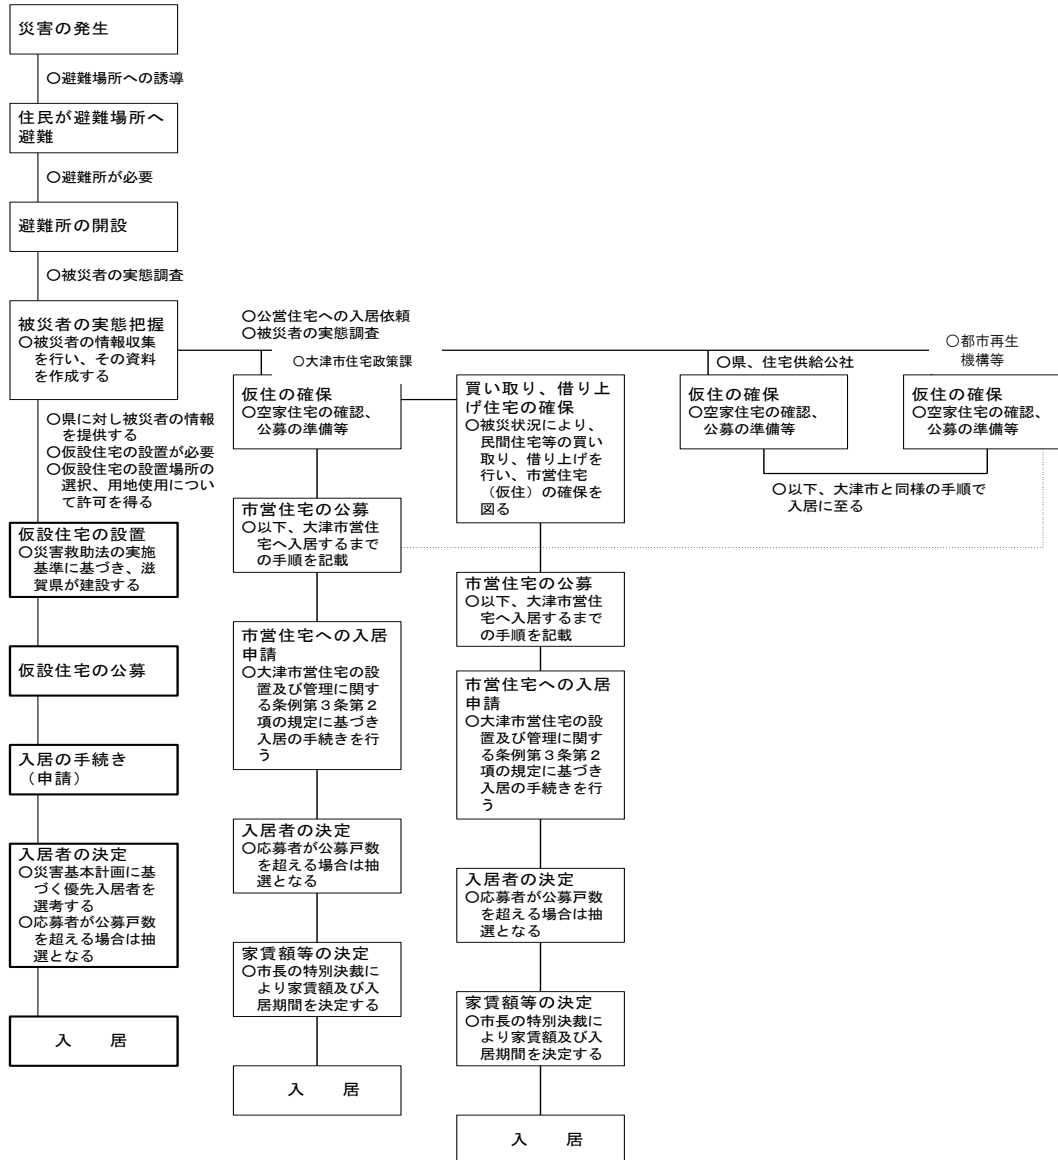 災害の発生
○避難場所への誘導
住民が避難場所へ
避難
○避難所が必要
避難所の開設
○被災者の実態調査
被災者の実態把握
○被災者の情報収集
を行い、その資料
を作成する
○県に対し被災者の情報
を提供する
○仮設住宅の設置が必要
○仮設住宅の設置場所の
選択、用地使用につい
て許可を得る
仮設住宅の設置
○災害救助法の実施
基準に基づき、滋
賀県が建設する
仮設住宅の公募
入居の手続き
（申請）
入居者の決定
○災害基本計画に基
づく優先入居者を
選考する
○応募者が公募戸数
を超える場合は抽
選となる
入　　居
○公営住宅への入居依頼
○被災者の実態調査
○大津市住宅政策課
仮住の確保
○空家住宅の確認、
公募の準備等
市営住宅の公募
○以下、大津市営住
宅へ入居するまで
の手順を記載
市営住宅への入居
申請
○大津市営住宅の設
置及び管理に関す
る条例第３条第２
項の規定に基づき
入居の手続きを行
う
入居者の決定
○応募者が公募戸数
を超える場合は抽
選となる
家賃額等の決定
○市長の特別決裁に
より家賃額及び入
居期間を決定する
入　　居
買い取り、借り上
げ住宅の確保
○被災状況により、
民間住宅等の買い
取り、借り上げを
行い、市営住宅
（仮住）の確保を
図る
市営住宅の公募
○以下、大津市営住
宅へ入居するまで
の手順を記載
市営住宅への入居
申請
○大津市営住宅の設
置及び管理に関す
る条例第３条第２
項の規定に基づき
入居の手続きを行
う
入居者の決定
○応募者が公募戸数
を超える場合は抽
選となる
家賃額等の決定
○市長の特別決裁に
より家賃額及び入
居期間を決定する
入　　居
○県、住宅供給公社
仮住の確保
○空家住宅の確認、
公募の準備等
○都市再生
機構等
仮住の確保
○空家住宅の確認、
公募の準備等
○以下、大津市と同様の手順で
入居に至る